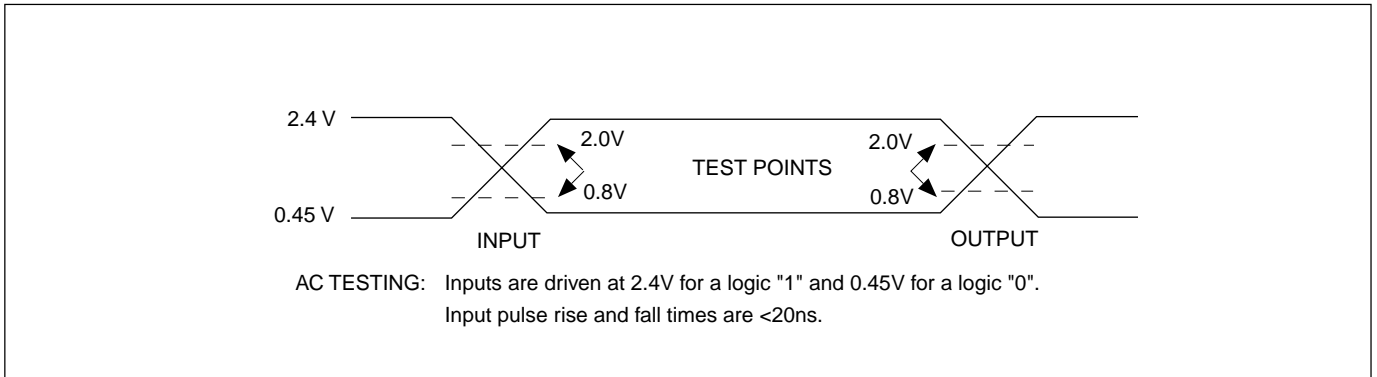 2.4 V
2.0V
2.0V
TEST POINTS
0.8V
0.8V
0.45 V
INPUT
OUTPUT
AC TESTING: Inputs are driven at 2.4V for a logic "1" and 0.45V for a logic "0".
Input pulse rise and fall times are <20ns.